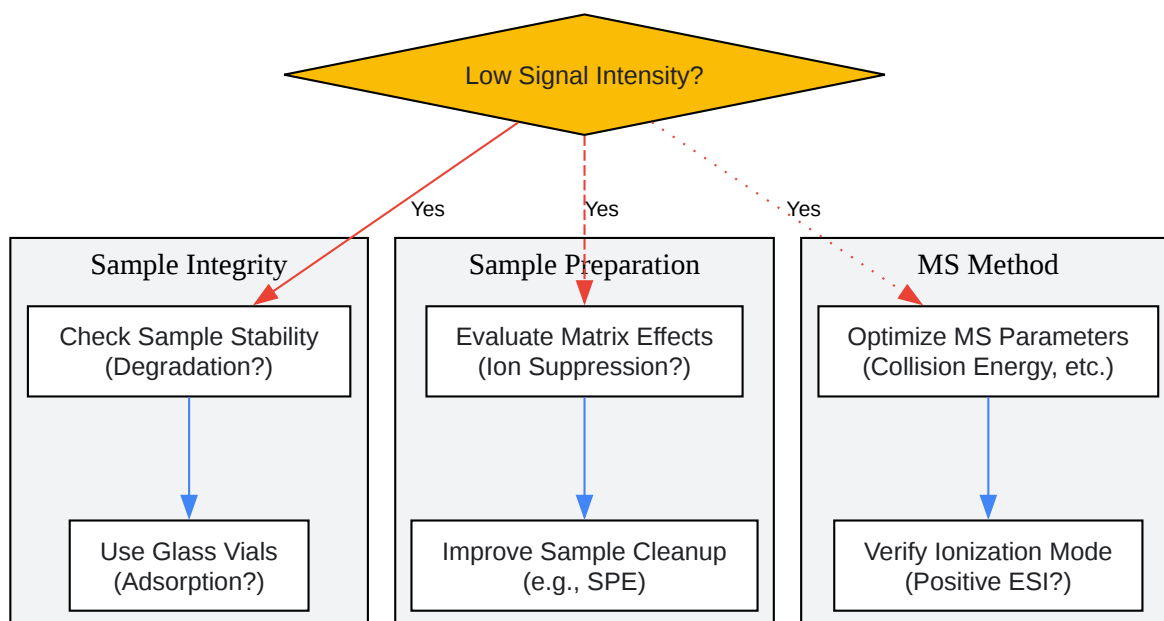 Low Signal Intensity?
Yes
Yes
Yes
Sample Integrity
Check Sample Stability
(Degradation?)
Use Glass Vials
(Adsorption?)
Sample Preparation
Evaluate Matrix Effects
(Ion Suppression?)
Improve Sample Cleanup
(e.g., SPE)
MS Method
Optimize MS Parameters
(Collision Energy, etc.)
Verify Ionization Mode
(Positive ESI?)